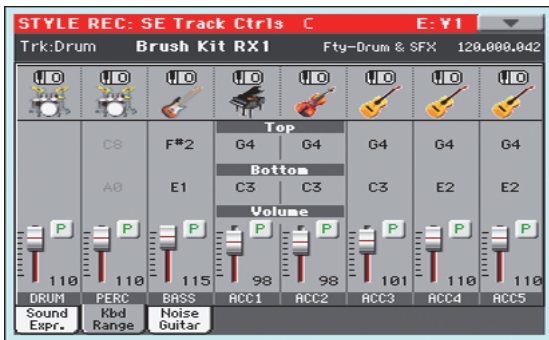 STYLE REC: SE Track Ctrls C E: V1
Trk:Drum Brush Kit RX1 Fty-Drum & SFX 120.000.042
Top
C8 F#2 G4 G4 G4 G4 G4
Bottom
A0 E1 C3 C3 C3 E2 E2
Volume
P P P P P P P P
110 110 115 98 98 101 110 110
DRUM PERC BASS ACC1 ACC2 ACC3 ACC4 ACC5
Sound Expr. Kbd Range Noise Guitar